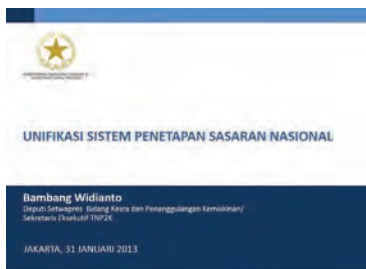 UNIFIKASI SISTEM PENETAPAN SASARAN NASIONAL
Bambang Widianto
Deputi Setwapres Bidang Kesra dan Penanggulangan Kemiskinan/
Sekretaris Eksekutif TNP2K
JAKARTA, 31 JANUARI 2013